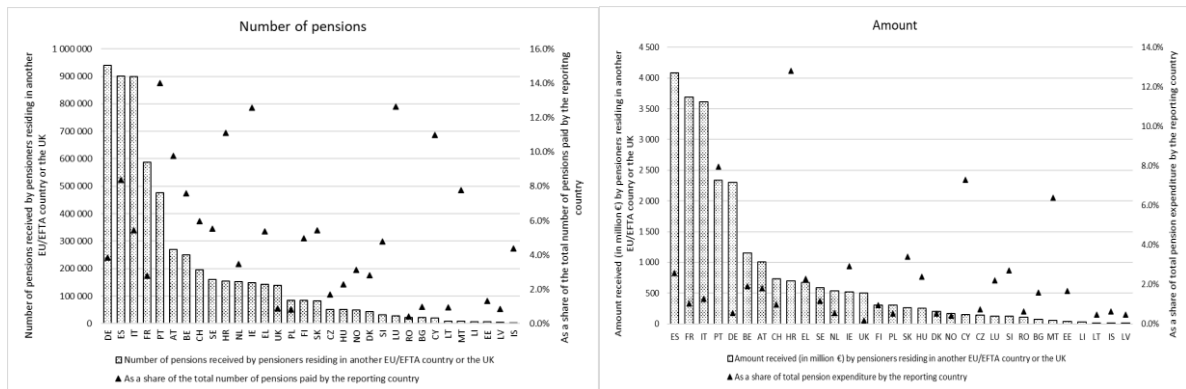 Number of pensions
Number of pensions received by pensioners residing in another
EU/EFTA country or the UK
1 000 000
900 000
800 000
700 000
600 000
500 000
400 000
300 000
200 000
100 000
0
16.0%
14.0%
12.0%
10.0%
8.0%
6.0%
4.0%
2.0%
0.0%
As a share of the total number of pensions paid by the reporting
country
DE ES IT FR PT AT BE CH SE HR NL IE EL UK PL FI SK CZ HU NO DK SI LU RO BG CY LT MT LI EE LV IS
Number of pensions received by pensioners residing in another EU/EFTA country or the UK
As a share of the total number of pensions paid by the reporting country
Amount
Amount received (in million €) by pensioners residing in another
EU/EFTA country or the UK
4 500
4 000
3 500
3 000
2 500
2 000
1 500
1 000
500
0
14.0%
12.0%
10.0%
8.0%
6.0%
4.0%
2.0%
0.0%
As a share of total pension expenditure by the reporting country
ES FR IT PT DE BE AT CH HR EL SE NL IE UK FI PL SK HU DK NO CY CZ LU SI RO BG MT EE LI LT IS LV
Amount received (in million €) by pensioners residing in another EU/EFTA country or the UK
As a share of total pension expenditure by the reporting country